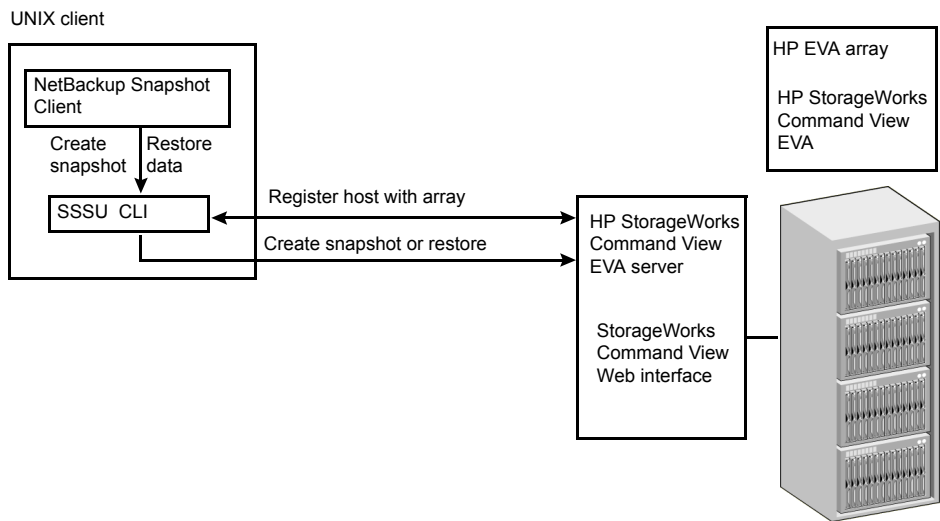 UNIX client
NetBackup Snapshot
Client
Create
snapshot
Restore
data
SSSU CLI
Register host with array
Create snapshot or restore
HP StorageWorks
Command View
EVA server
StorageWorks
Command View
Web interface
HP EVA array
HP StorageWorks
Command View
EVA